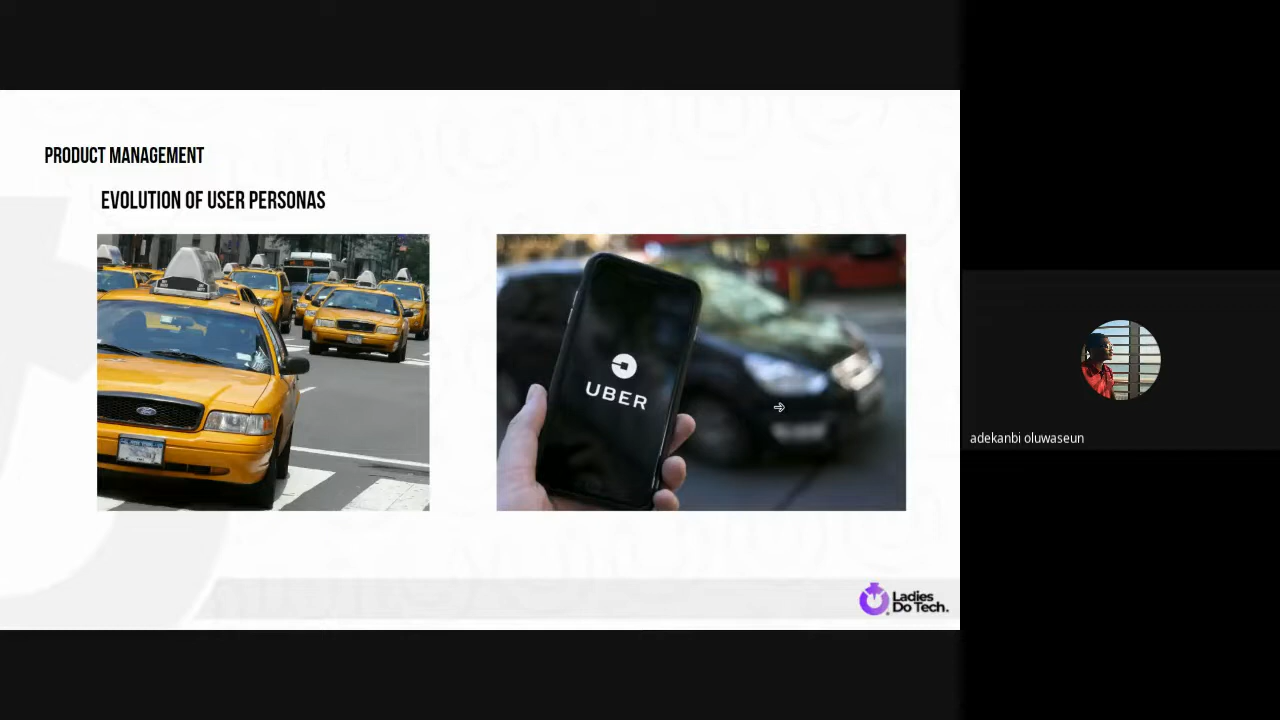 PRODUCT MANAGEMENT
EVOLUTION OF USER PERSONAS
UBER
adekanbi oluwaseun
Ladies
Do Tech.